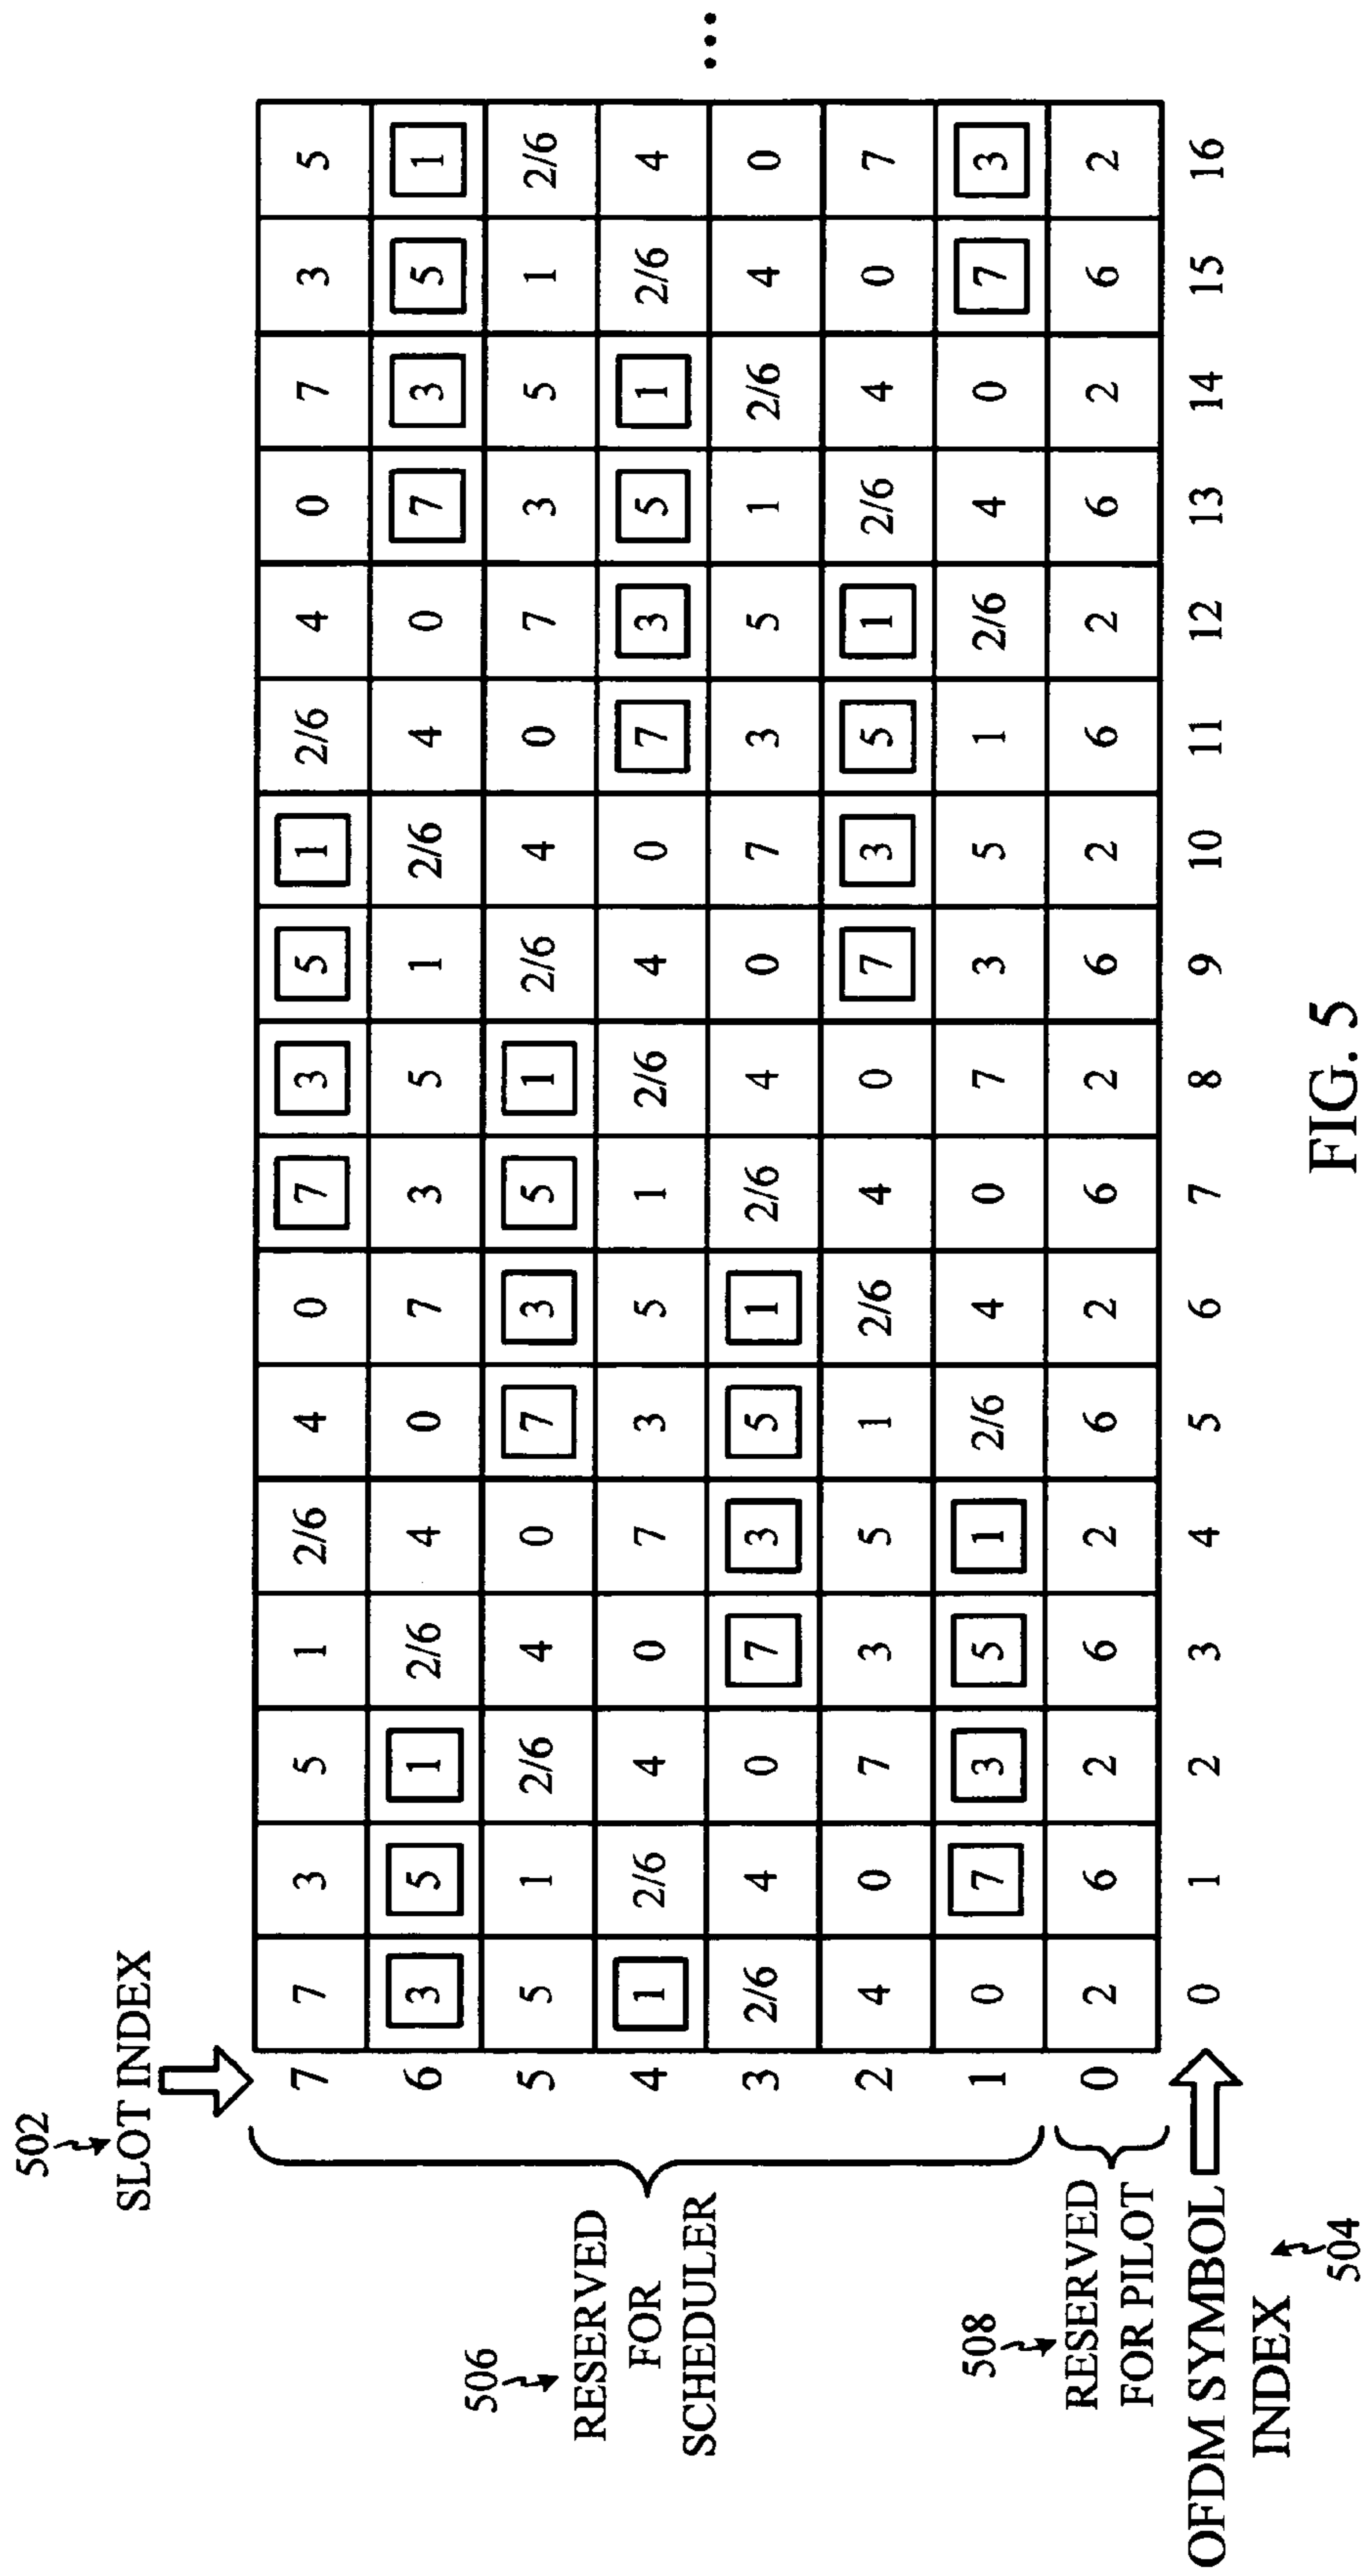 502
SLOT INDEX
7 7 3 5 1 2/6 4 0 7 3 5 1 2/6 4 0 7 3 5
6 3 5 1 2/6 4 0 7 3 5 1 2/6 4 0 7 3 5 1
5 5 1 2/6 4 0 7 3 5 1 2/6 4 0 7 3 5 1 2/6
4 1 2/6 4 0 7 3 5 1 2/6 4 0 7 3 5 1 2/6 4
3 2/6 4 0 7 3 5 1 2/6 4 0 7 3 5 1 2/6 4 0
2 4 0 7 3 5 1 2/6 4 0 7 3 5 1 2/6 4 0 7
1 0 7 3 5 1 2/6 4 0 7 3 5 1 2/6 4 0 7 3
0 2 6 2 6 2 6 2 6 2 6 2 6 2 6 2 6 2
...
506
RESERVED
FOR
SCHEDULER
508
RESERVED
FOR PILOT
OFDM SYMBOL
INDEX
504
0 1 2 3 4 5 6 7 8 9 10 11 12 13 14 15 16
FIG. 5